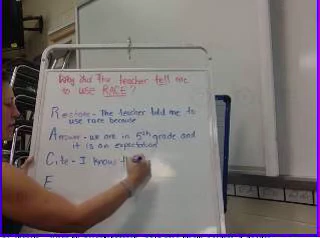 Why did the teacher tell me
to use RACE?
Restate - the teacher told me to
use race because
Answer - we are in 5th grade and
it is an expectation
Cite - I know
E